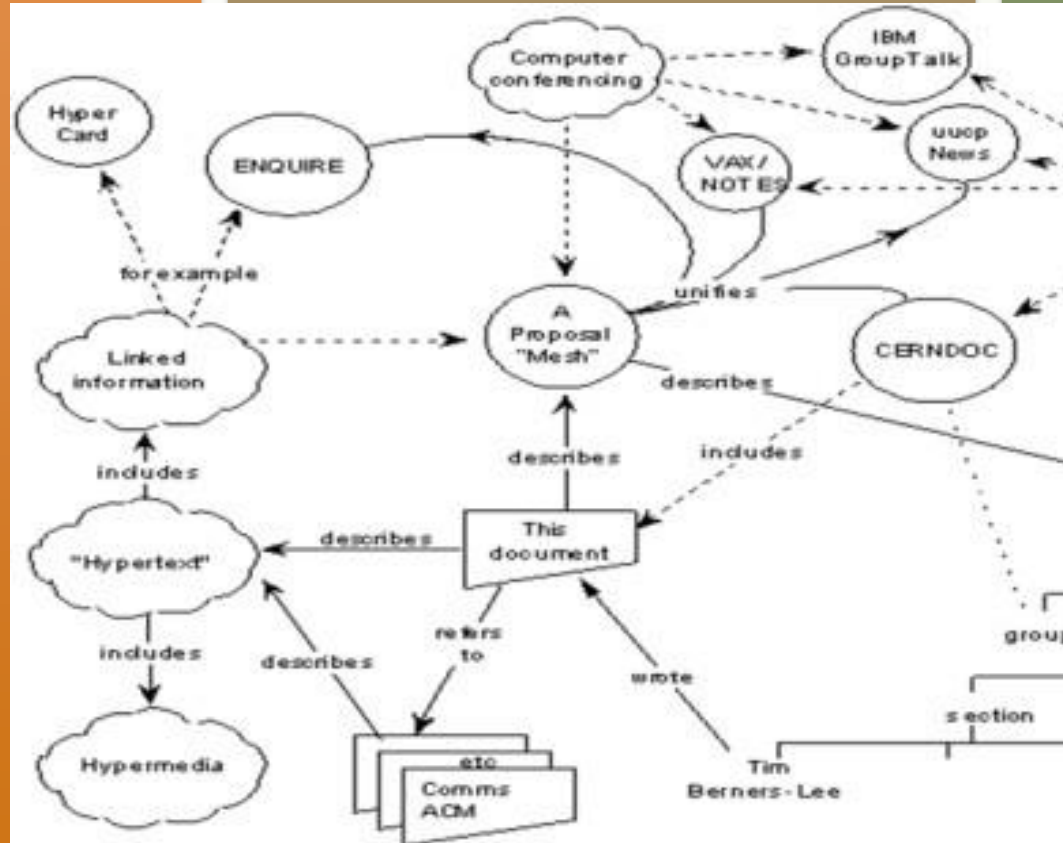 Computer
conferencing
IBM
GroupTalk
Hyper
Card
ENQUIRE
uucp
News
VAX/
NOTES
for example
unifies
A
Proposal
"Mesh"
Linked
information
CERNDOC
describes
includes
describes
includes
This
document
describes
"Hypertext"
includes
describes
refers
to
wrote
group
section
Hypermedia
etc
Comms
ACM
Tim
Berners-Lee